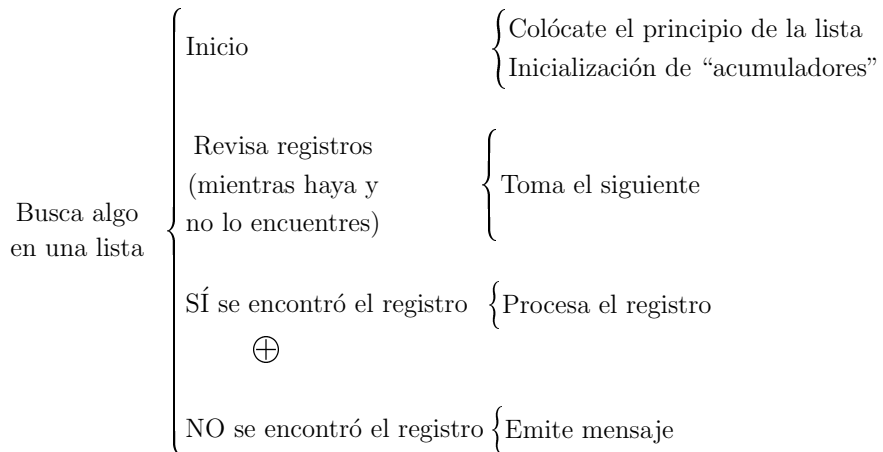 Inicio
Colócate el principio de la lista
Inicialización de “acumuladores”
Revisa registros
(mientras haya y
no lo encuentres)
Toma el siguiente
Busca algo
en una lista
SÍ se encontró el registro
Procesa el registro
⊕
NO se encontró el registro
Emite mensaje